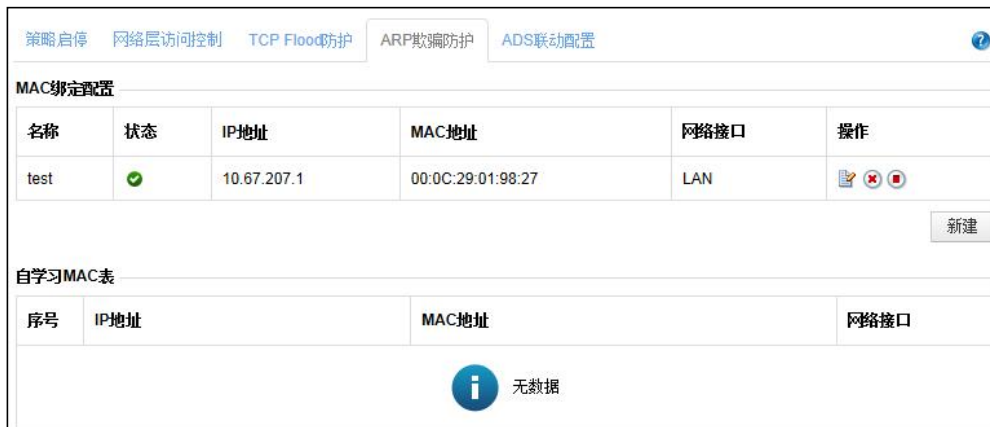 策略启停 网络层访问控制 TCP Flood防护 ARP欺骗防护 ADS联动配置
MAC绑定配置
名称 状态 IP地址 MAC地址 网络接口 操作
test 10.67.207.1 00:0C:29:01:98:27 LAN
新建
自学习MAC表
序号 IP地址 MAC地址 网络接口
无数据